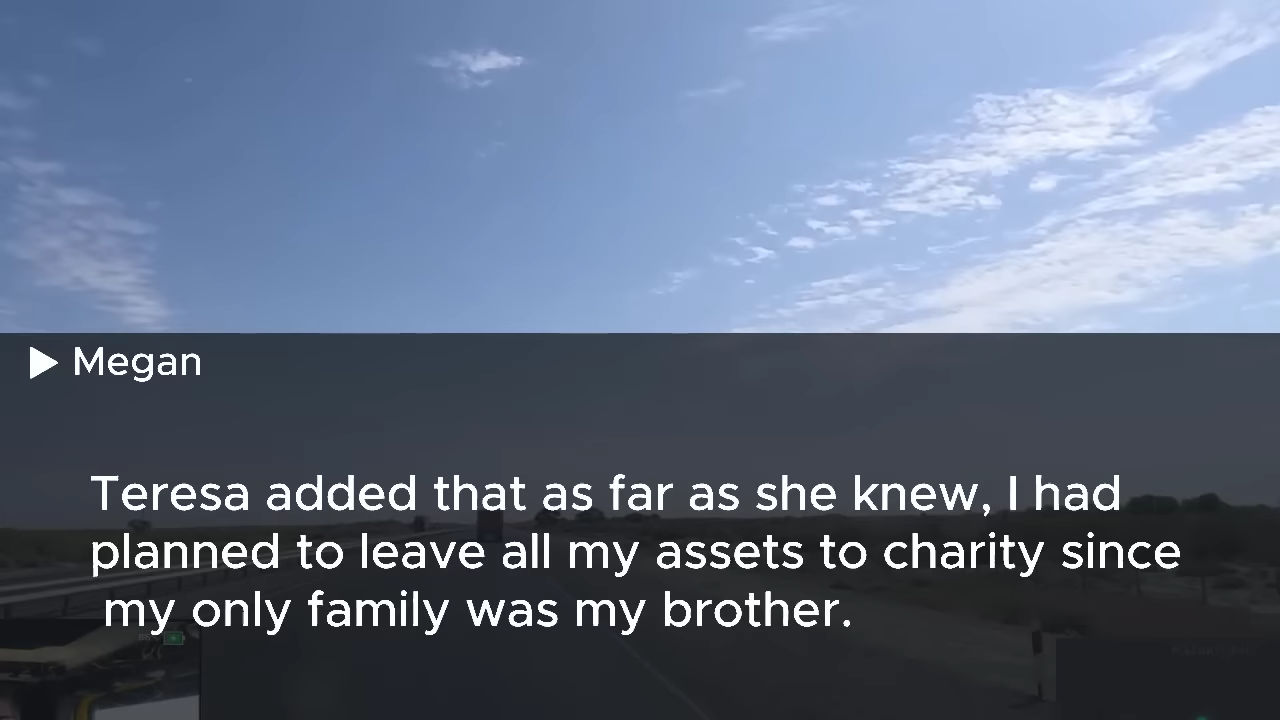 Megan
Teresa added that as far as she knew, I had
planned to leave all my assets to charity since
my only family was my brother.